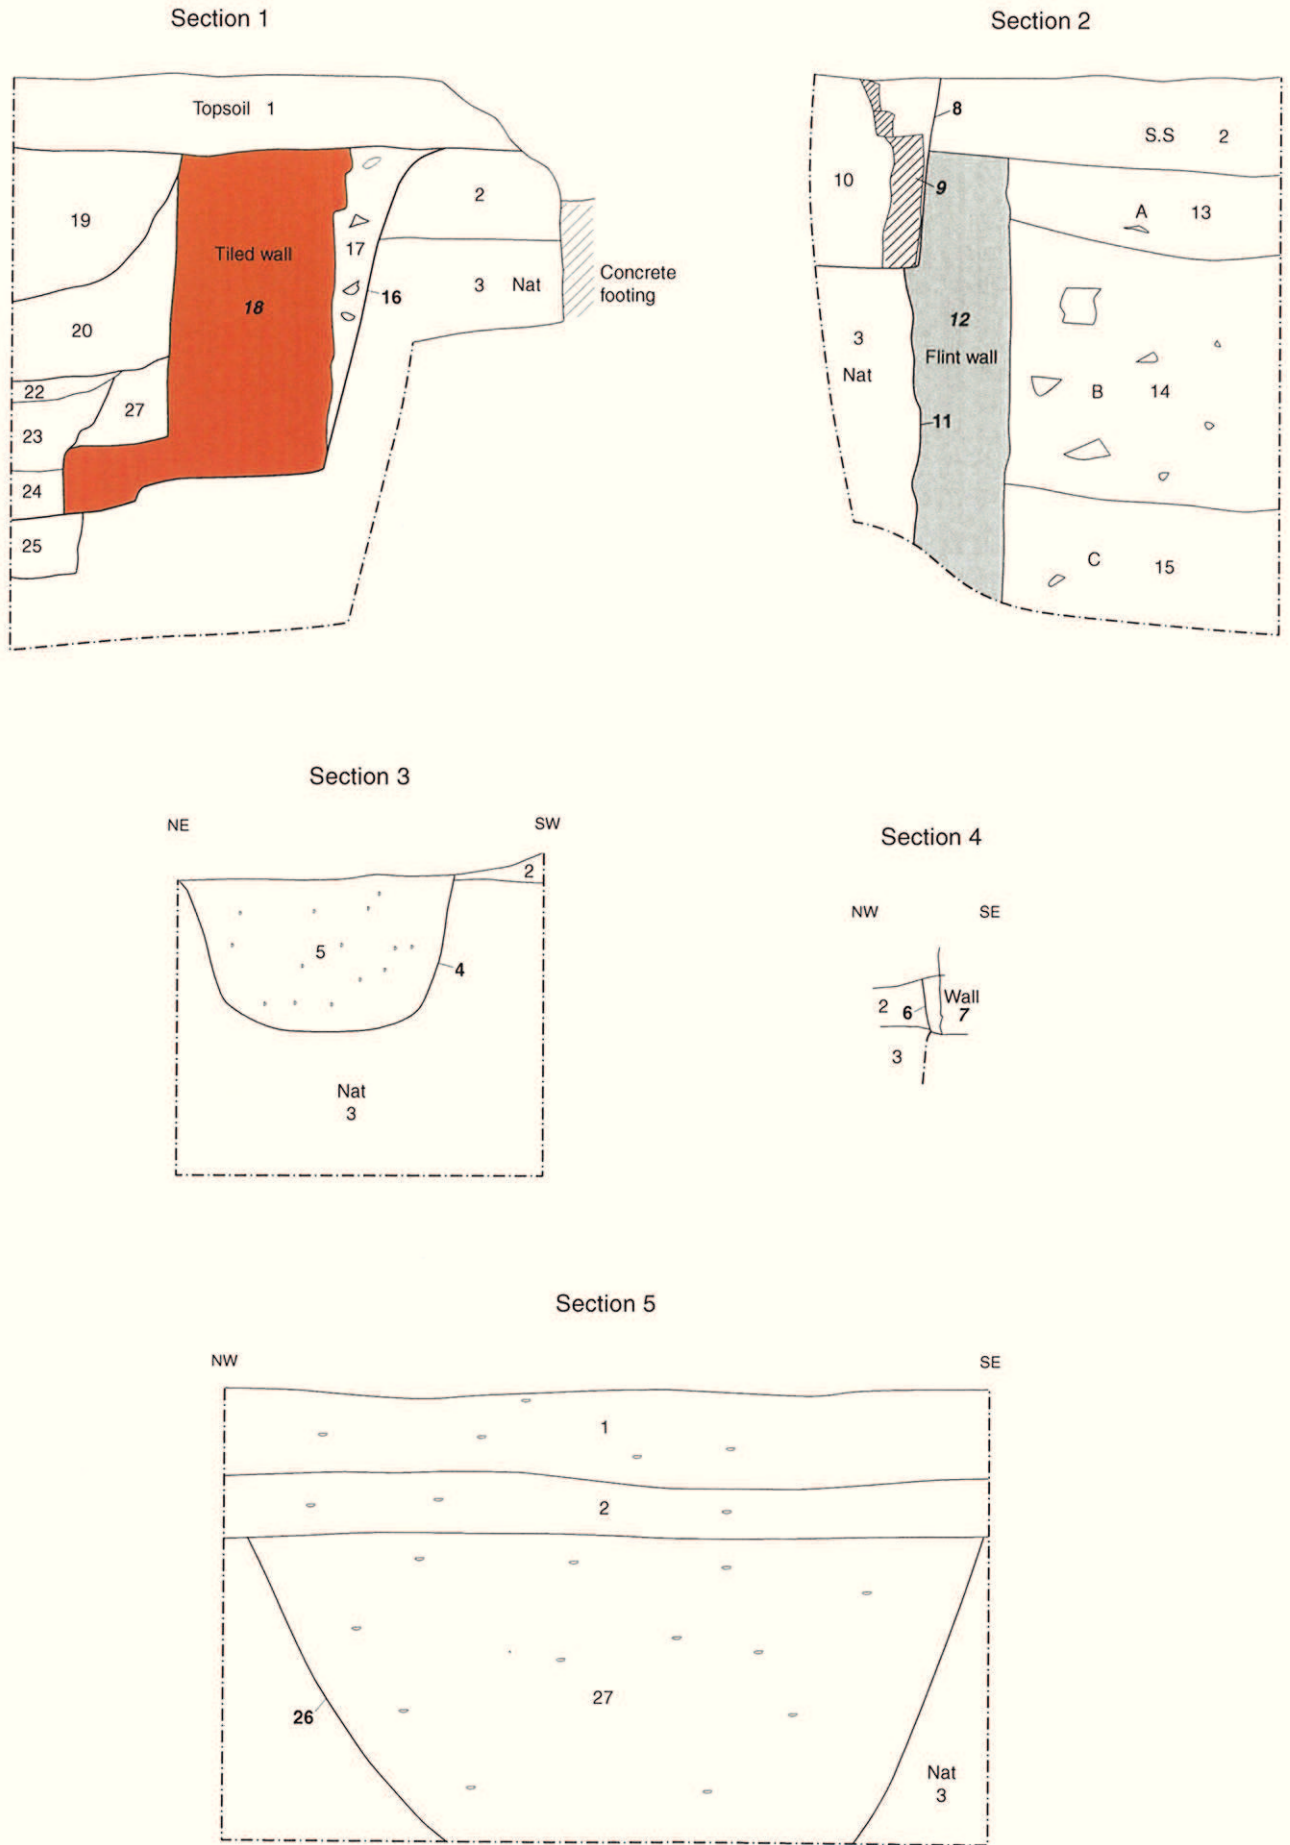 Section 1
Topsoil 1
19
Tiled wall
18
17
16
2
3 Nat
Concrete
footing
20
22
27
23
24
25
Section 2
8
S.S 2
10
9
A 13
12
3
Nat
Flint wall
B 14
11
C 15
Section 3
NE
SW
2
5
4
Nat
3
Section 4
NW
SE
2
6
Wall
7
3
Section 5
NW
SE
1
2
27
26
Nat
3